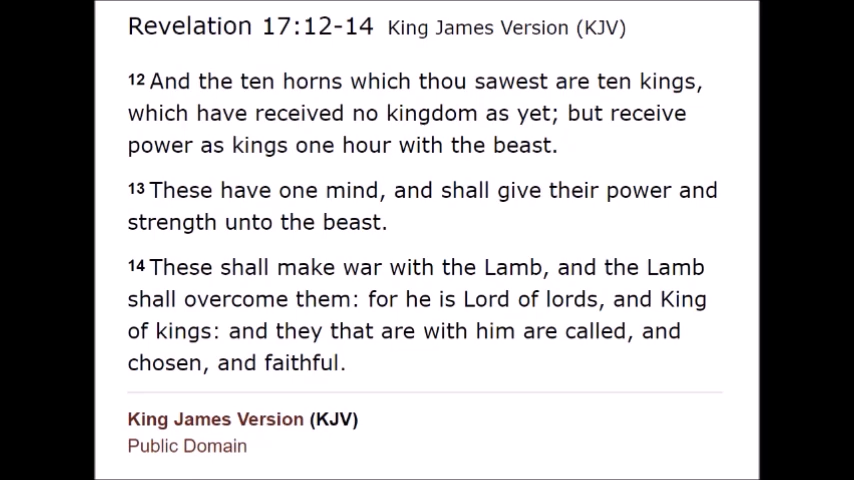 Revelation 17:12-14 King James Version (KJV)
12 And the ten horns which thou sawest are ten kings,
which have received no kingdom as yet; but receive
power as kings one hour with the beast.
13 These have one mind, and shall give their power and
strength unto the beast.
14 These shall make war with the Lamb, and the Lamb
shall overcome them: for he is Lord of lords, and King
of kings: and they that are with him are called, and
chosen, and faithful.
King James Version (KJV)
Public Domain